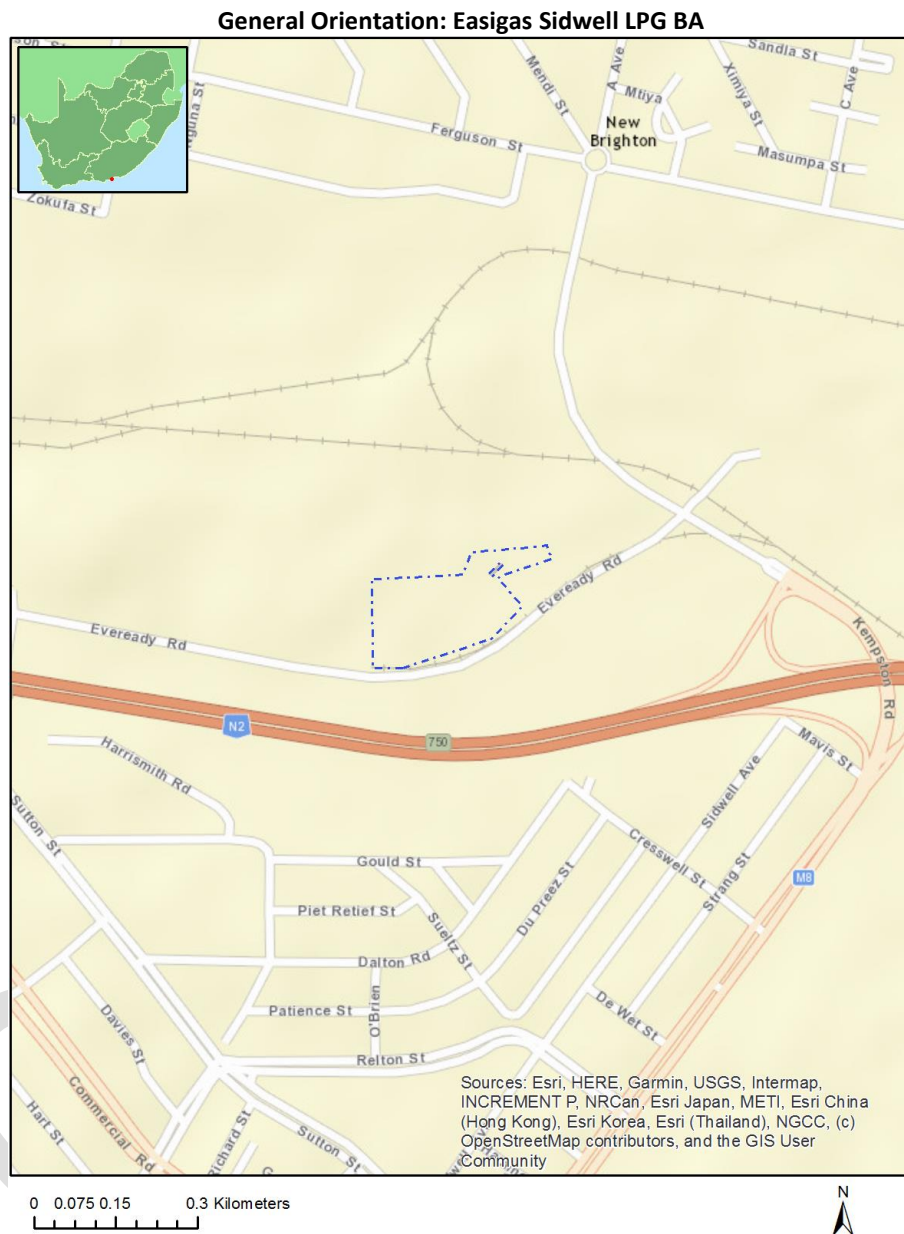 General Orientation: Easigas Sidwell LPG BA
Sandla St
Mendi St
A Ave
Mtiya
Ximiya St
C Ave
New
Brighton
Nguna St
Ferguson St
Masumpa St
Zokufa St
Eveready Rd
Eveready Rd
Kempston Rd
N2
750
Harrismith Rd
Mavis St
Sidwell Ave
Sutton St
Gould St
Cresswell St
Strang St
M8
Piet Retief St
Du Preez St
Sueltz St
Dalton Rd
Patience St
O'Brien
De Wet St
Davies St
Relton St
Commercial Rd
Hart St
Richard St
Sutton St
Sources: Esri, HERE, Garmin, USGS, Intermap,
INCREMENT P, NRCan, Esri Japan, METI, Esri China
(Hong Kong), Esri Korea, Esri (Thailand), NGCC, (c)
OpenStreetMap contributors, and the GIS User
Community
0 0.075 0.15 0.3 Kilometers
N